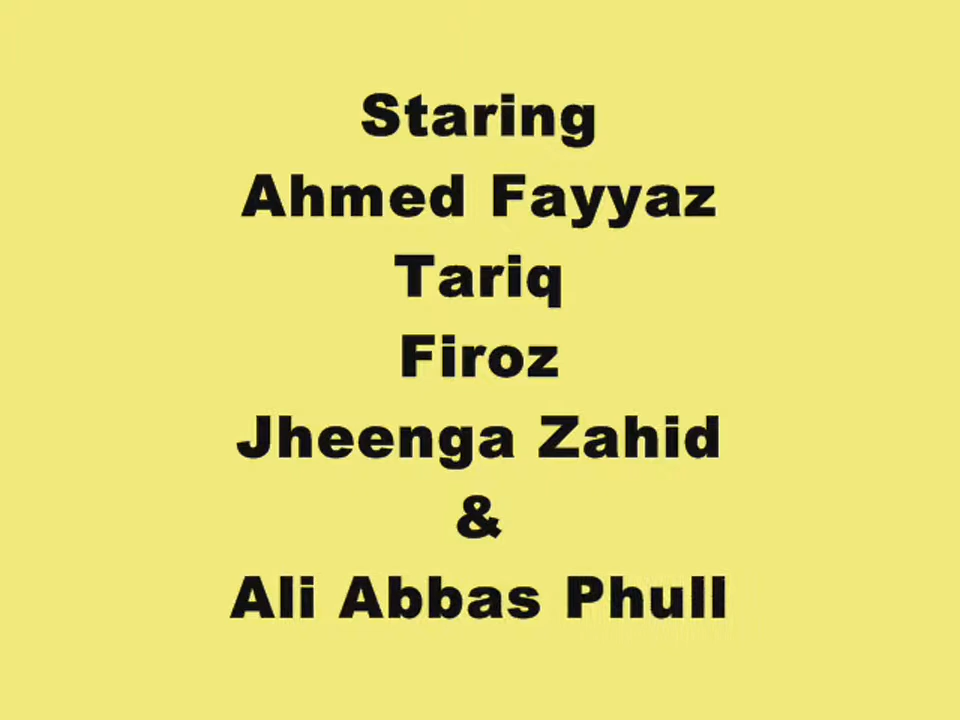 Staring
Ahmed Fayyaz
Tariq
Firoz
Jheenga Zahid
&
Ali Abbas Phull